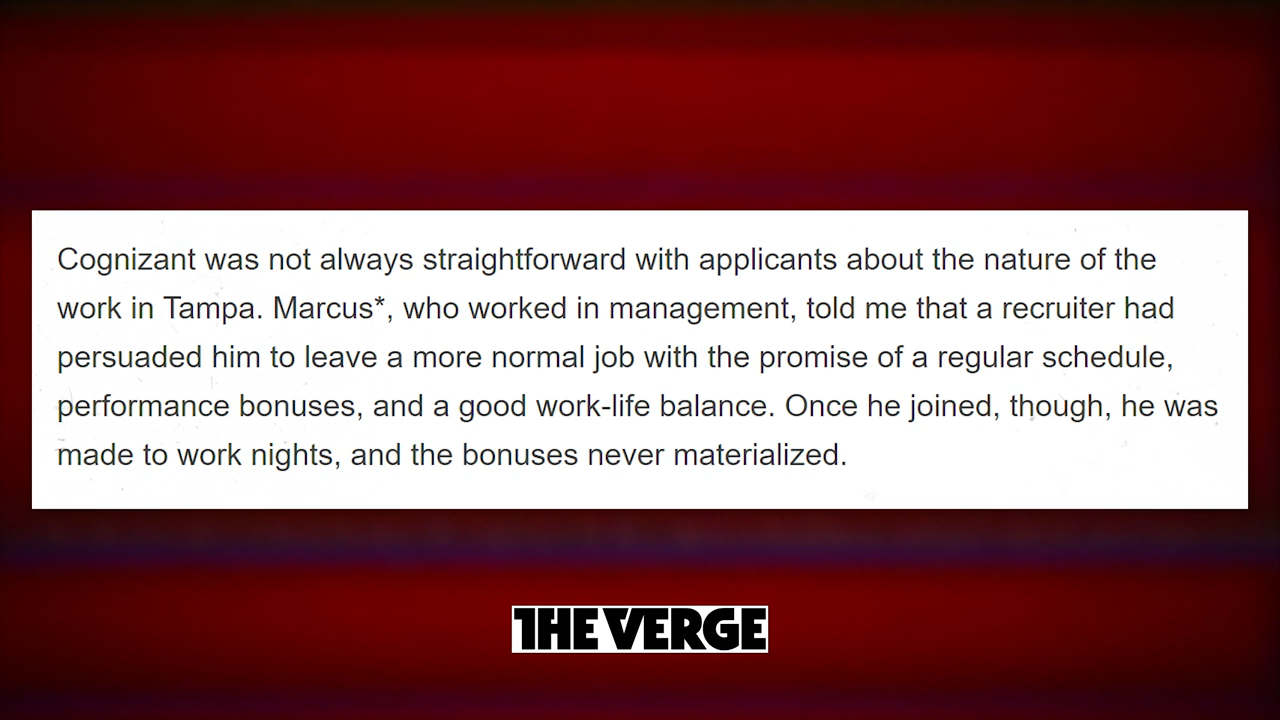 Cognizant was not always straightforward with applicants about the nature of the
work in Tampa. Marcus*, who worked in management, told me that a recruiter had
persuaded him to leave a more normal job with the promise of a regular schedule,
performance bonuses, and a good work-life balance. Once he joined, though, he was
made to work nights, and the bonuses never materialized.
THE VERGE